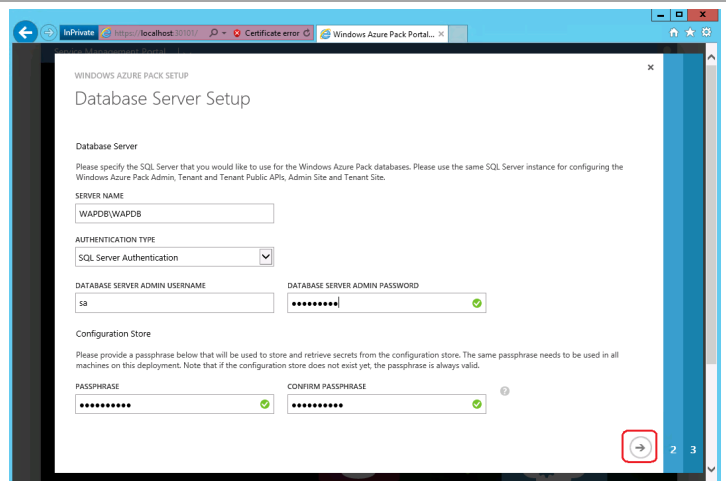 InPrivate https://localhost:30101/ Certificate error Windows Azure Pack Portal...
Service Management Portal
WINDOWS AZURE PACK SETUP
Database Server Setup
Database Server
Please specify the SQL Server that you would like to use for the Windows Azure Pack databases. Please use the same SQL Server instance for configuring the
Windows Azure Pack Admin, Tenant and Tenant Public APIs, Admin Site and Tenant Site.
SERVER NAME
WAPDB\WAPDB
AUTHENTICATION TYPE
SQL Server Authentication
DATABASE SERVER ADMIN USERNAME DATABASE SERVER ADMIN PASSWORD
sa •••••••••
Configuration Store
Please provide a passphrase below that will be used to store and retrieve secrets from the configuration store. The same passphrase needs to be used in all
machines on this deployment. Note that if the configuration store does not exist yet, the passphrase is always valid.
PASSPHRASE CONFIRM PASSPHRASE
•••••••••• ••••••••••
2 3